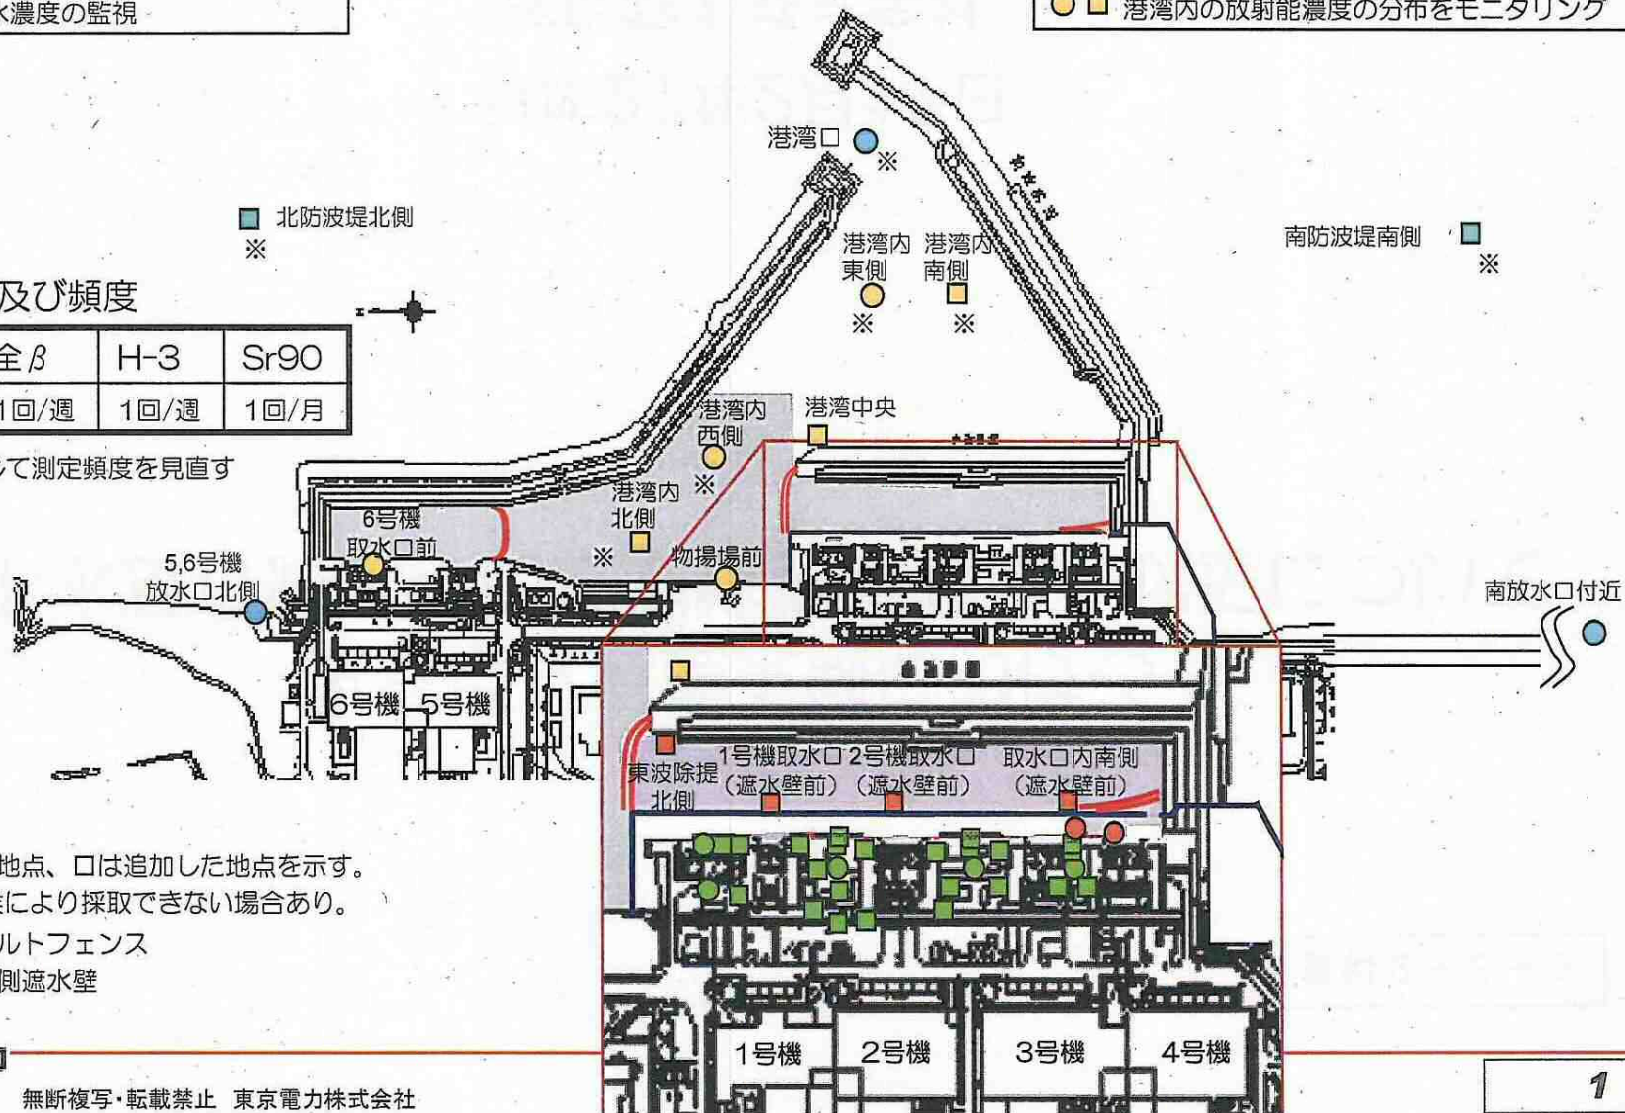 水濃度の監視
港湾内の放射能濃度の分布をモニタリング
港湾口
※
北防波堤北側
※
南防波堤南側
※
港湾内
東側
※
港湾内
南側
※
及び頻度
全β H-3 Sr90
1回/週 1回/週 1回/月
して測定頻度を見直す
港湾内
西側
※
港湾中央
港湾内
北側
※
6号機
取水口前
物揚場前
5,6号機
放水口北側
南放水口付近
6号機 5号機
東波除堤
北側
1号機取水口
(遮水壁前)
2号機取水口
(遮水壁前)
取水口内南側
(遮水壁前)
地点、口は追加した地点を示す。
により採取できない場合あり。
ルトフェンス
側遮水壁
1号機 2号機 3号機 4号機
無断複写・転載禁止 東京電力株式会社
1